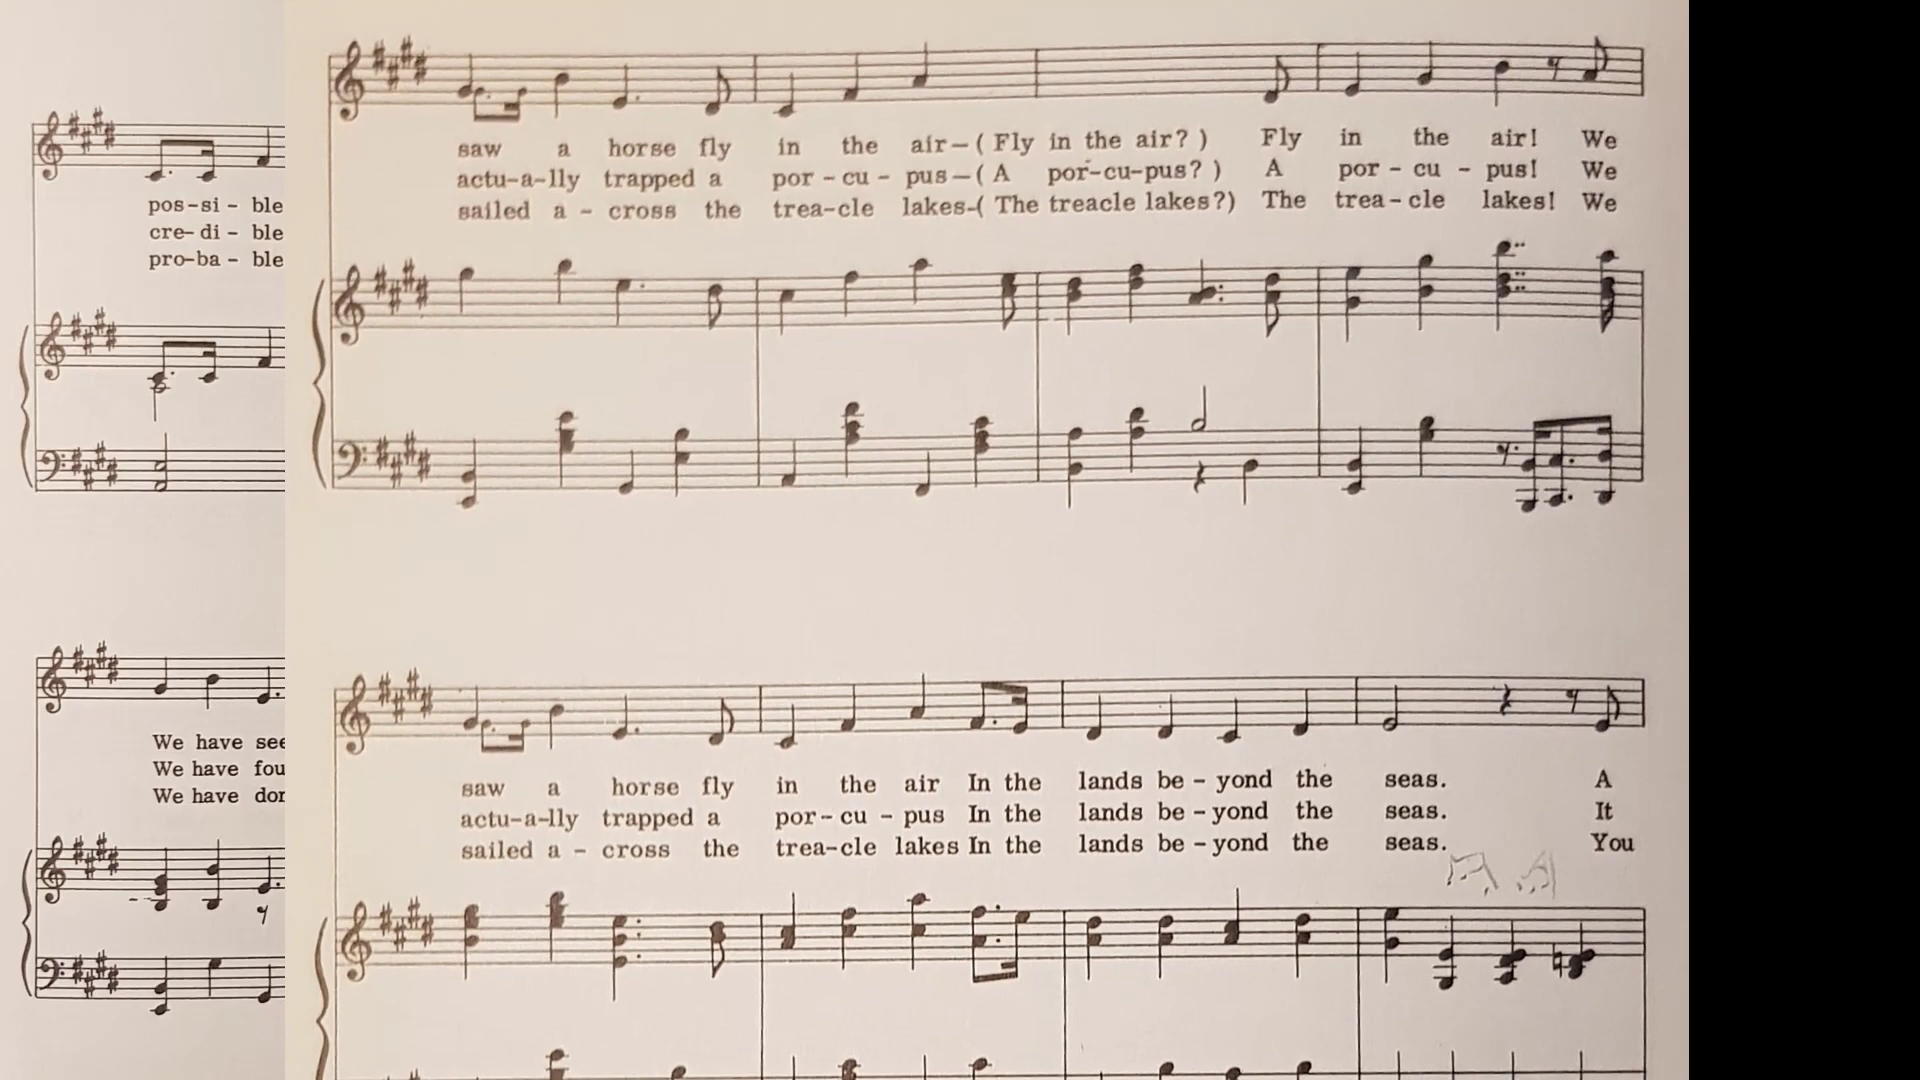 pos-si-ble
cre-di-ble
pro-ba-ble
saw a horse fly in the air-( Fly in the air? ) Fly in the air! We
actu-a-lly trapped a por-cu-pus-( A por-cu-pus? ) A por-cu-pus! We
sailed a-cross the trea-cle lakes-( The treacle lakes?) The trea-cle lakes! We
We have
We have
We have
saw a horse fly in the air In the lands be-yond the seas. A
actu-a-lly trapped a por-cu-pus In the lands be-yond the seas. It
sailed a-cross the trea-cle lakes In the lands be-yond the seas. You